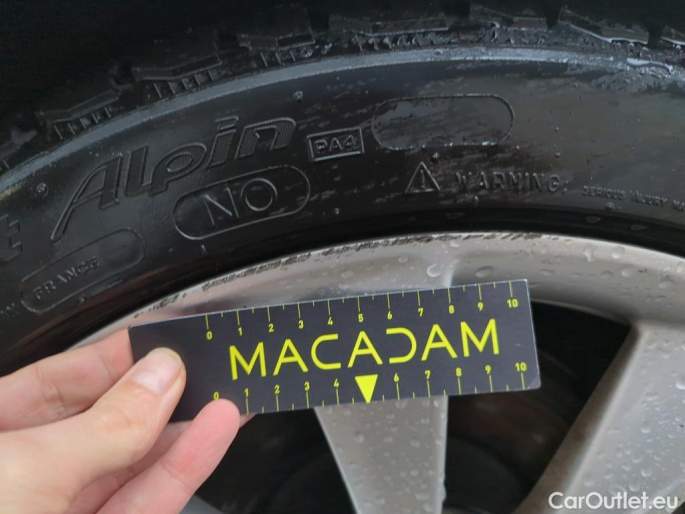 Alpin PA4
NO
FRANCE
WARNING:
0 1 2 3 4 5 6 7 8 9 10
MACADAM
0 1 2 3 4 6 7 8 9 10
CarOutlet.eu